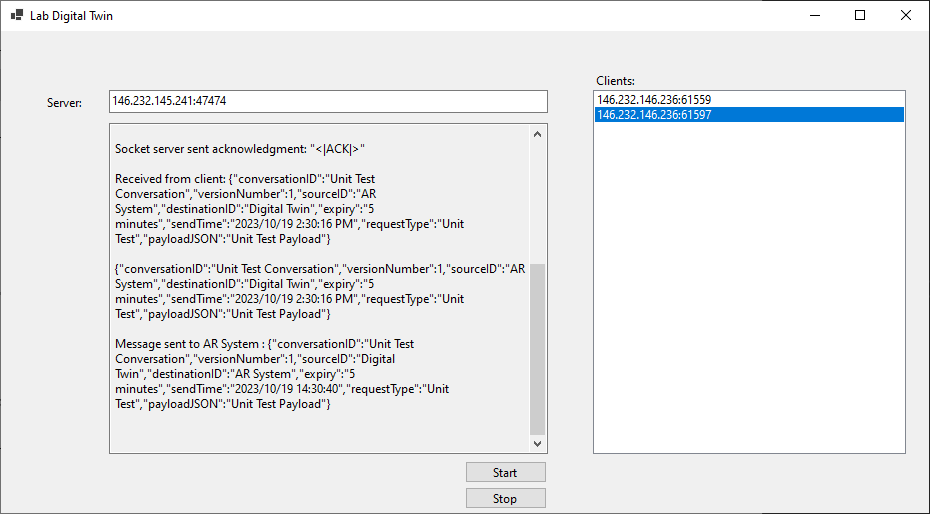 Lab Digital Twin
Clients:
Server:
146.232.145.241:47474
146.232.146.236:61559
146.232.146.236:61597
Socket server sent acknowledgment: "<|ACK|>"
Received from client: {"conversationID":"Unit Test
Conversation","versionNumber":1,"sourceID":"AR
System","destinationID":"Digital Twin","expiry":"5
minutes","sendTime":"2023/10/19 2:30:16 PM","requestType":"Unit
Test","payloadJSON":"Unit Test Payload"}
{"conversationID":"Unit Test Conversation","versionNumber":1,"sourceID":"AR
System","destinationID":"Digital Twin","expiry":"5
minutes","sendTime":"2023/10/19 2:30:16 PM","requestType":"Unit
Test","payloadJSON":"Unit Test Payload"}
Message sent to AR System : {"conversationID":"Unit Test
Conversation","versionNumber":1,"sourceID":"Digital
Twin","destinationID":"AR System","expiry":"5
minutes","sendTime":"2023/10/19 14:30:40","requestType":"Unit
Test","payloadJSON":"Unit Test Payload"}
Start
Stop